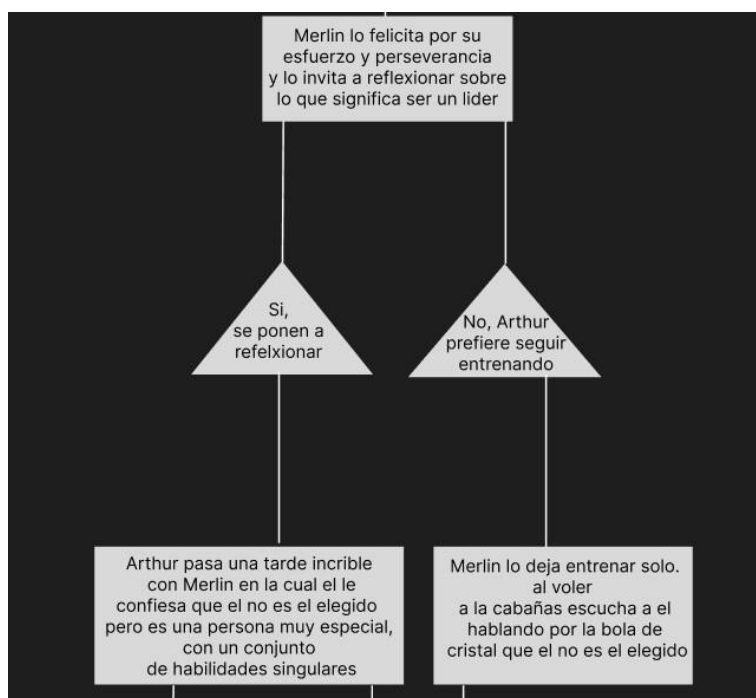 Merlin lo felicita por su
esfuerzo y perseverancia
y lo invita a reflexionar sobre
lo que significa ser un lider
Si,
se ponen a
refelxionar
No, Arthur
prefiere seguir
entrenando
Arthur pasa una tarde incrible
con Merlin en la cual el le
confiesa que el no es el elegido
pero es una persona muy especial,
con un conjunto
de habilidades singulares
Merlin lo deja entrenar solo.
al voler
a la cabañas escucha a el
hablando por la bola de
cristal que el no es el elegido